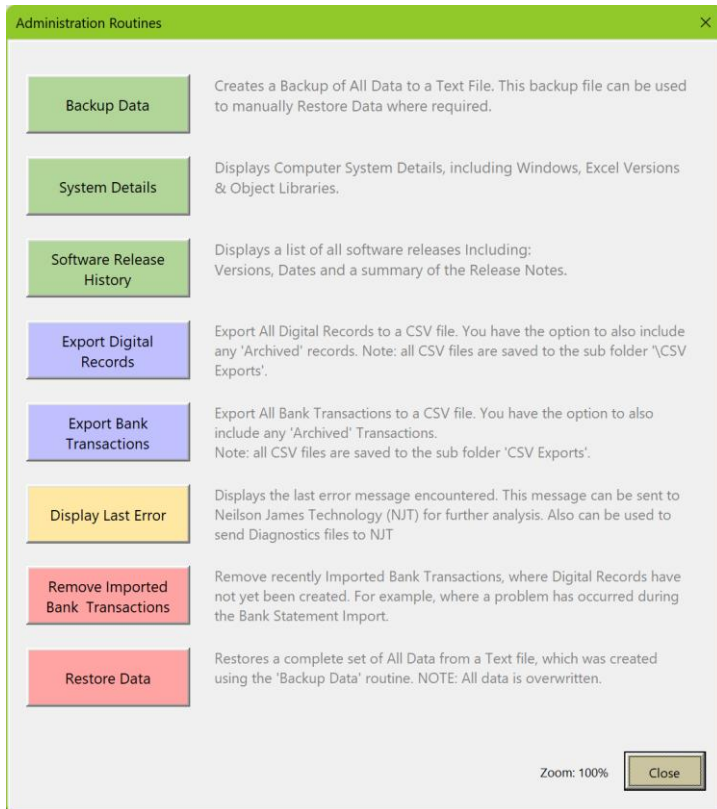 Administration Routines
Backup Data
Creates a Backup of All Data to a Text File. This backup file can be used
to manually Restore Data where required.
System Details
Displays Computer System Details, including Windows, Excel Versions
& Object Libraries.
Software Release
History
Displays a list of all software releases Including:
Versions, Dates and a summary of the Release Notes.
Export Digital
Records
Export All Digital Records to a CSV file. You have the option to also include
any 'Archived' records. Note: all CSV files are saved to the sub folder '\CSV
Exports'.
Export Bank
Transactions
Export All Bank Transactions to a CSV file. You have the option to also
include any 'Archived' Transactions.
Note: all CSV files are saved to the sub folder 'CSV Exports'.
Display Last Error
Displays the last error message encountered. This message can be sent to
Neilson James Technology (NJT) for further analysis. Also can be used to
send Diagnostics files to NJT
Remove Imported
Bank Transactions
Remove recently Imported Bank Transactions, where Digital Records have
not yet been created. For example, where a problem has occurred during
the Bank Statement Import.
Restore Data
Restores a complete set of All Data from a Text file, which was created
using the 'Backup Data' routine. NOTE: All data is overwritten.
Zoom: 100%
Close